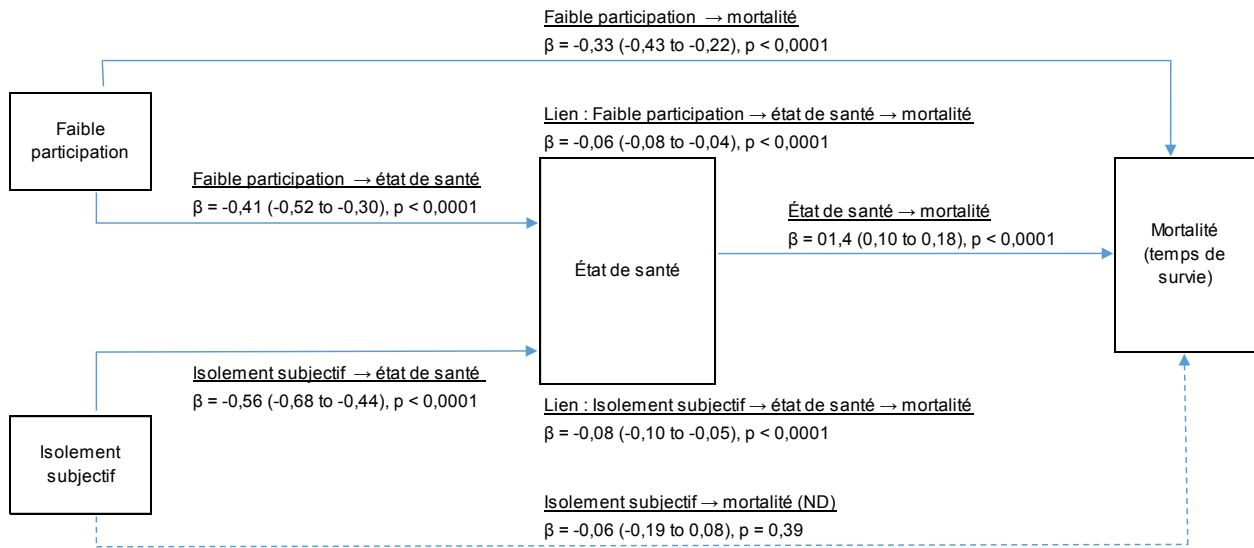 Faible participation → mortalité
β = -0,33 (-0,43 to -0,22), p < 0,0001
Faible
participation
Lien : Faible participation → état de santé → mortalité
β = -0,06 (-0,08 to -0,04), p < 0,0001
Faible participation → état de santé
β = -0,41 (-0,52 to -0,30), p < 0,0001
État de santé
État de santé → mortalité
β = 01,4 (0,10 to 0,18), p < 0,0001
Mortalité
(temps de
survie)
Isolement subjectif → état de santé
β = -0,56 (-0,68 to -0,44), p < 0,0001
Lien : Isolement subjectif → état de santé → mortalité
β = -0,08 (-0,10 to -0,05), p < 0,0001
Isolement
subjectif
Isolement subjectif → mortalité (ND)
β = -0,06 (-0,19 to 0,08), p = 0,39